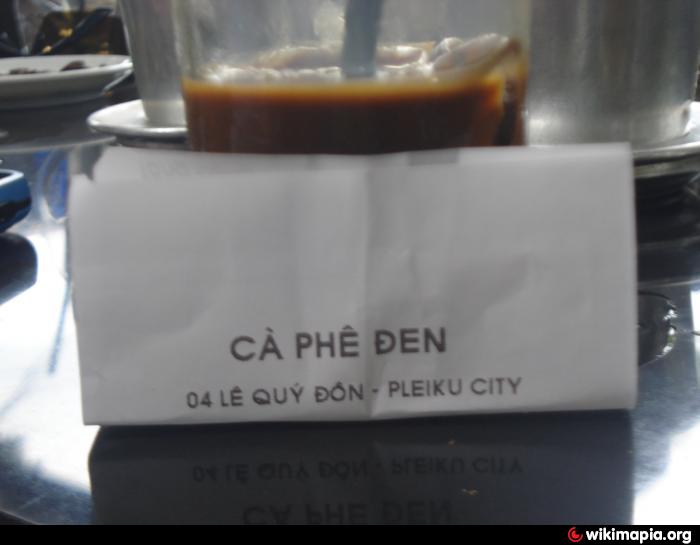 CÀ PHÊ ĐEN
04 LÊ QUÝ ĐÔN - PLEIKU CITY
wikimapia.org